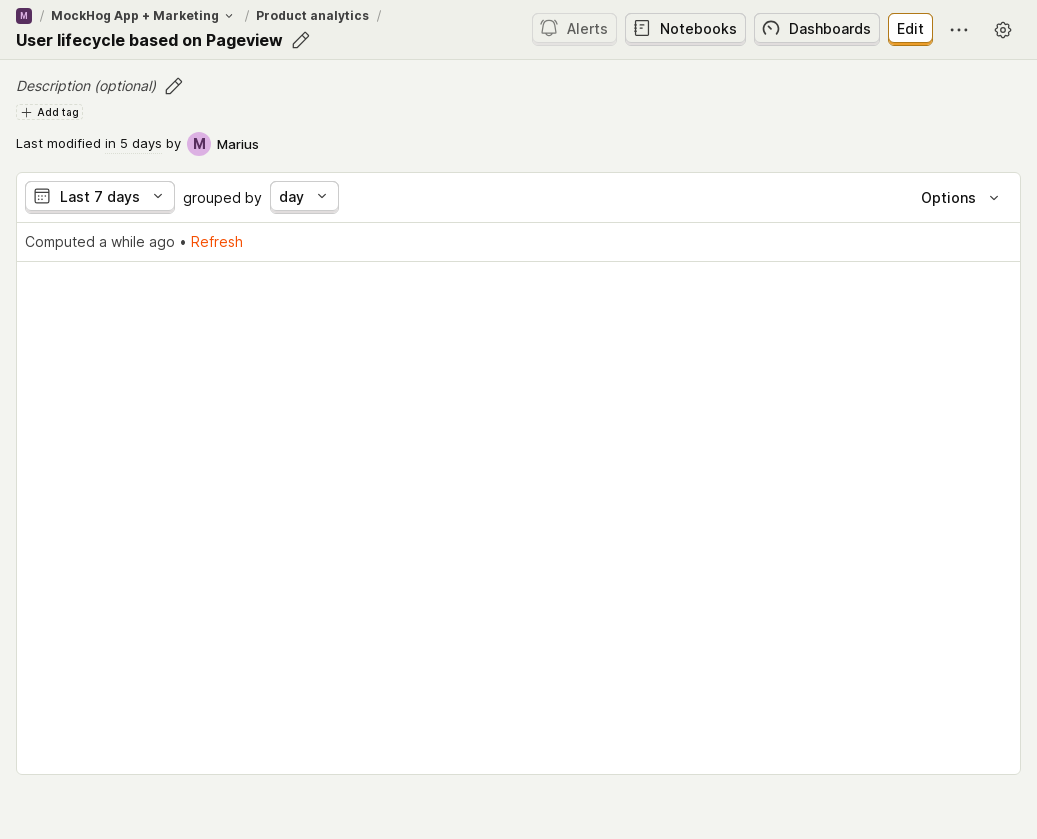 M / MockHog App + Marketing / Product analytics /
User lifecycle based on Pageview
Alerts Notebooks Dashboards Edit
Description (optional)
Add tag
Last modified in 5 days by M Marius
Last 7 days grouped by day Options
Computed a while ago • Refresh